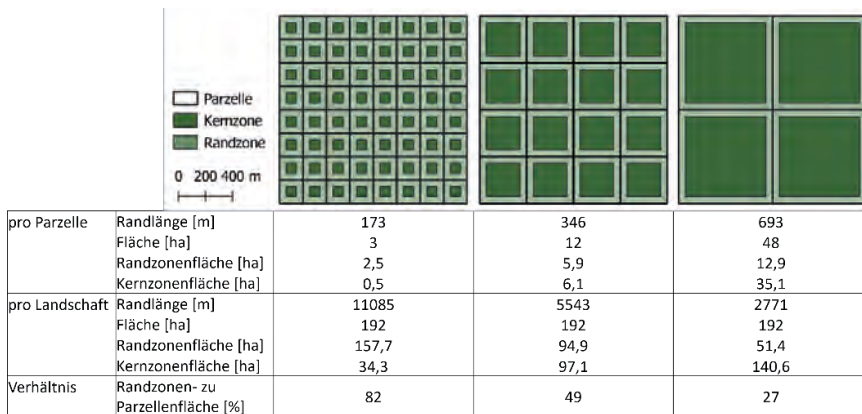 Parzelle
Kernzone
Randzone
0 200 400 m
pro Parzelle Randlänge [m] 173 346 693
Fläche [ha] 3 12 48
Randzonenfläche [ha] 2,5 5,9 12,9
Kernzonenfläche [ha] 0,5 6,1 35,1
pro Landschaft Randlänge [m] 11085 5543 2771
Fläche [ha] 192 192 192
Randzonenfläche [ha] 157,7 94,9 51,4
Kernzonenfläche [ha] 34,3 97,1 140,6
Verhältnis Randzonen- zu
Parzellenfläche [%] 82 49 27